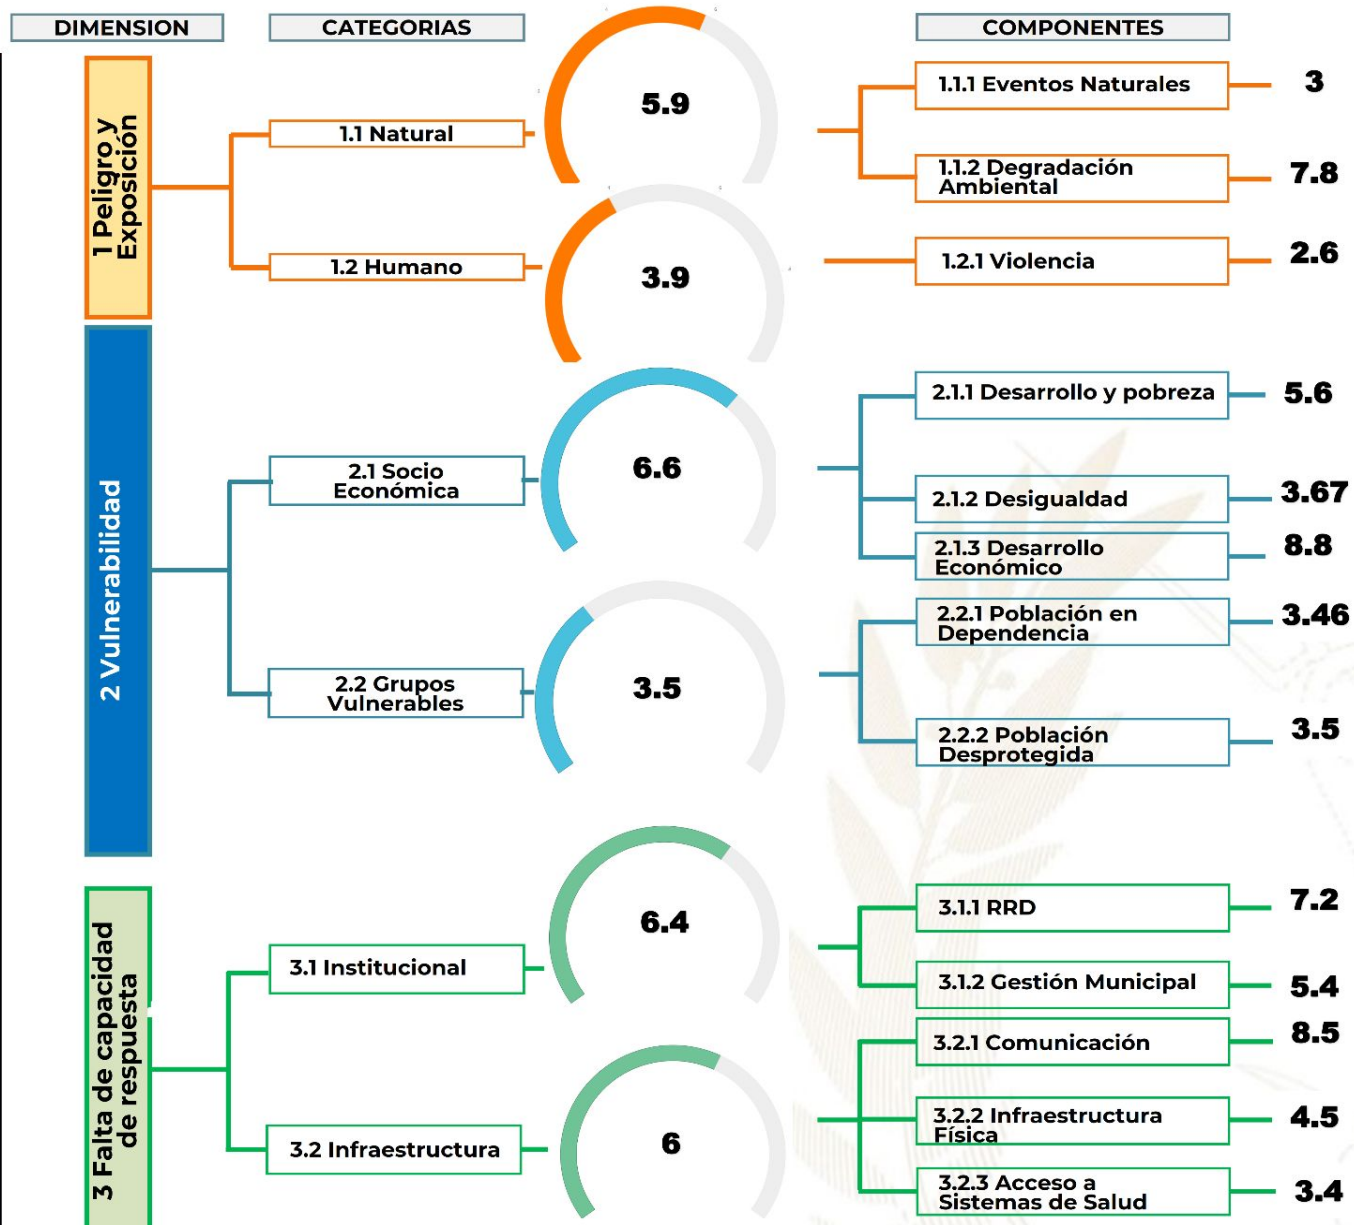 DIMENSION
CATEGORIAS
COMPONENTES
1 Peligro y
Exposición
1.1 Natural
5.9
1.1.1 Eventos Naturales
3
1.1.2 Degradación
Ambiental
7.8
1.2 Humano
3.9
1.2.1 Violencia
2.6
2 Vulnerabilidad
2.1 Socio
Económica
6.6
2.1.1 Desarrollo y pobreza
5.6
2.1.2 Desigualdad
3.67
2.1.3 Desarrollo
Económico
8.8
2.2 Grupos
Vulnerables
3.5
2.2.1 Población en
Dependencia
3.46
2.2.2 Población
Desprotegida
3.5
3 Falta de capacidad
de respuesta
3.1 Institucional
6.4
3.1.1 RRD
7.2
3.1.2 Gestión Municipal
5.4
3.2 Infraestructura
6
3.2.1 Comunicación
8.5
3.2.2 Infraestructura
Física
4.5
3.2.3 Acceso a
Sistemas de Salud
3.4